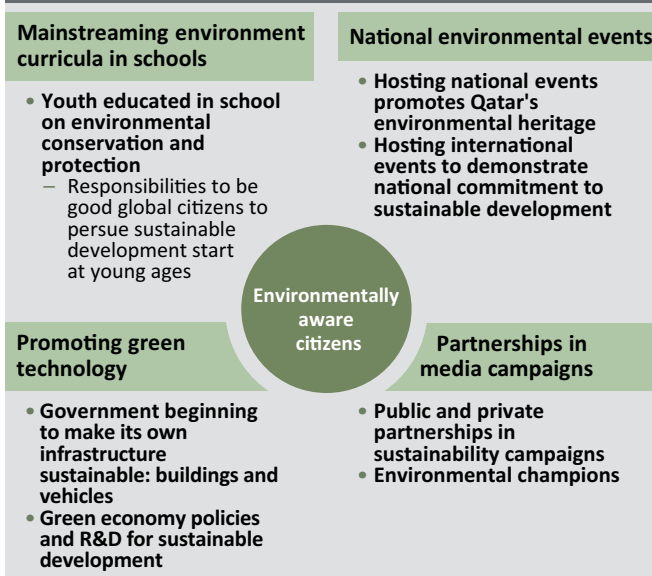 Mainstreaming environment
curricula in schools
• Youth educated in school
on environmental
conservation and
protection
– Responsibilities to be
good global citizens to
persue sustainable
development start
at young ages
National environmental events
• Hosting national events
promotes Qatar's
environmental heritage
• Hosting international
events to demonstrate
national commitment to
sustainable development
Environmentally
aware
citizens
Promoting green
technology
• Government beginning
to make its own
infrastructure
sustainable: buildings and
vehicles
• Green economy policies
and R&D for sustainable
development
Partnerships in
media campaigns
• Public and private
partnerships in
sustainability campaigns
• Environmental champions